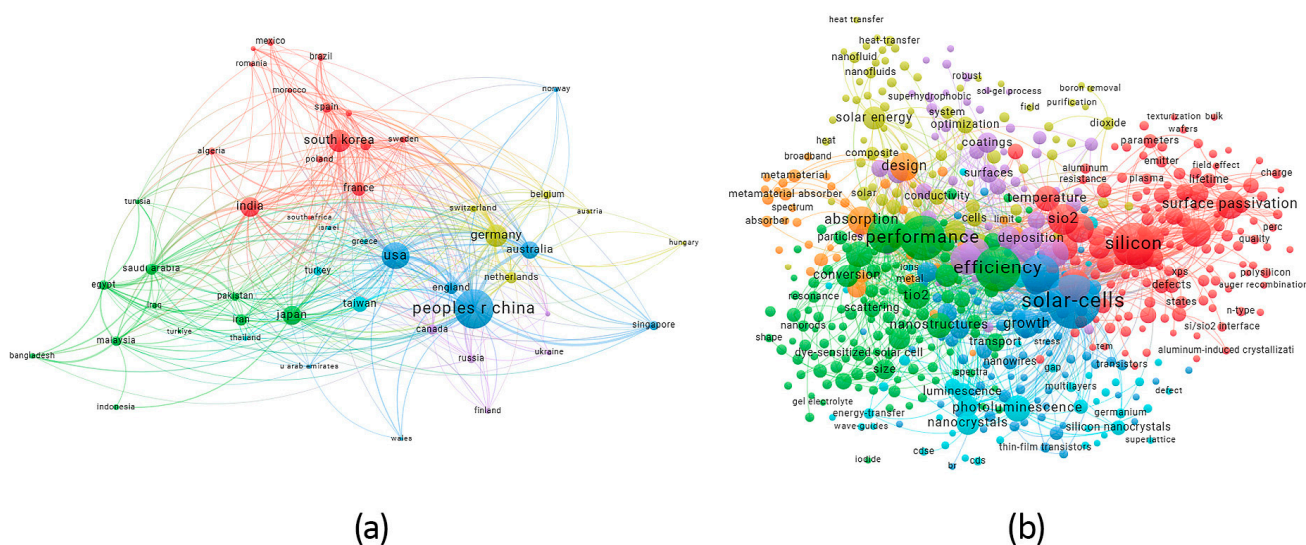 mexico
romania
brazil
morocco
spain
south korea
sweden
algeria
poland
france
india
south africa
israel
tunisia
norway
belgium
switzerland
austria
germany
australia
hungary
greece
usa
saudi arabia
egypt
turkey
netherlands
england
iraq
pakistan
taiwan
iran
japan
peoples r china
turkiye
thailand
canada
singapore
malaysia
bangladesh
russia
ukraine
u arab emirates
indonesia
finland
wales
(a)
heat transfer
heat-transfer
nanofluid
nanofluids
robust
sol-gel process
boron removal
superhydrophobic
field
purification
solar energy
system
optimization
dioxide
texturization
bulk
wafers
heat
composite
coatings
parameters
broadband
design
surfaces
aluminum
emitter
field effect
metamaterial
resistance
plasma
lifetime
charge
metamaterial absorber
solar
conductivity
temperature
spectrum
surface passivation
absorber
absorption
cells
limit
sio2
perc
particles
performance
deposition
silicon
quality
conversion
ions
metal
efficiency
xps
polysilicon
defects
auger recombination
resonance
tio2
solar-cells
states
scattering
n-type
nanorods
nanostructures
growth
si/sio2 interface
shape
transport
stress
tem
dye-sensitized solar cell
nanowires
gap
transistors
aluminum-induced crystallizati
size
spectra
luminescence
multilayers
defect
gel electrolyte
energy-transfer
photoluminescence
germanium
wave-guides
nanocrystals
silicon nanocrystals
superlattice
cdse
thin-film transistors
iodide
br
cds
(b)